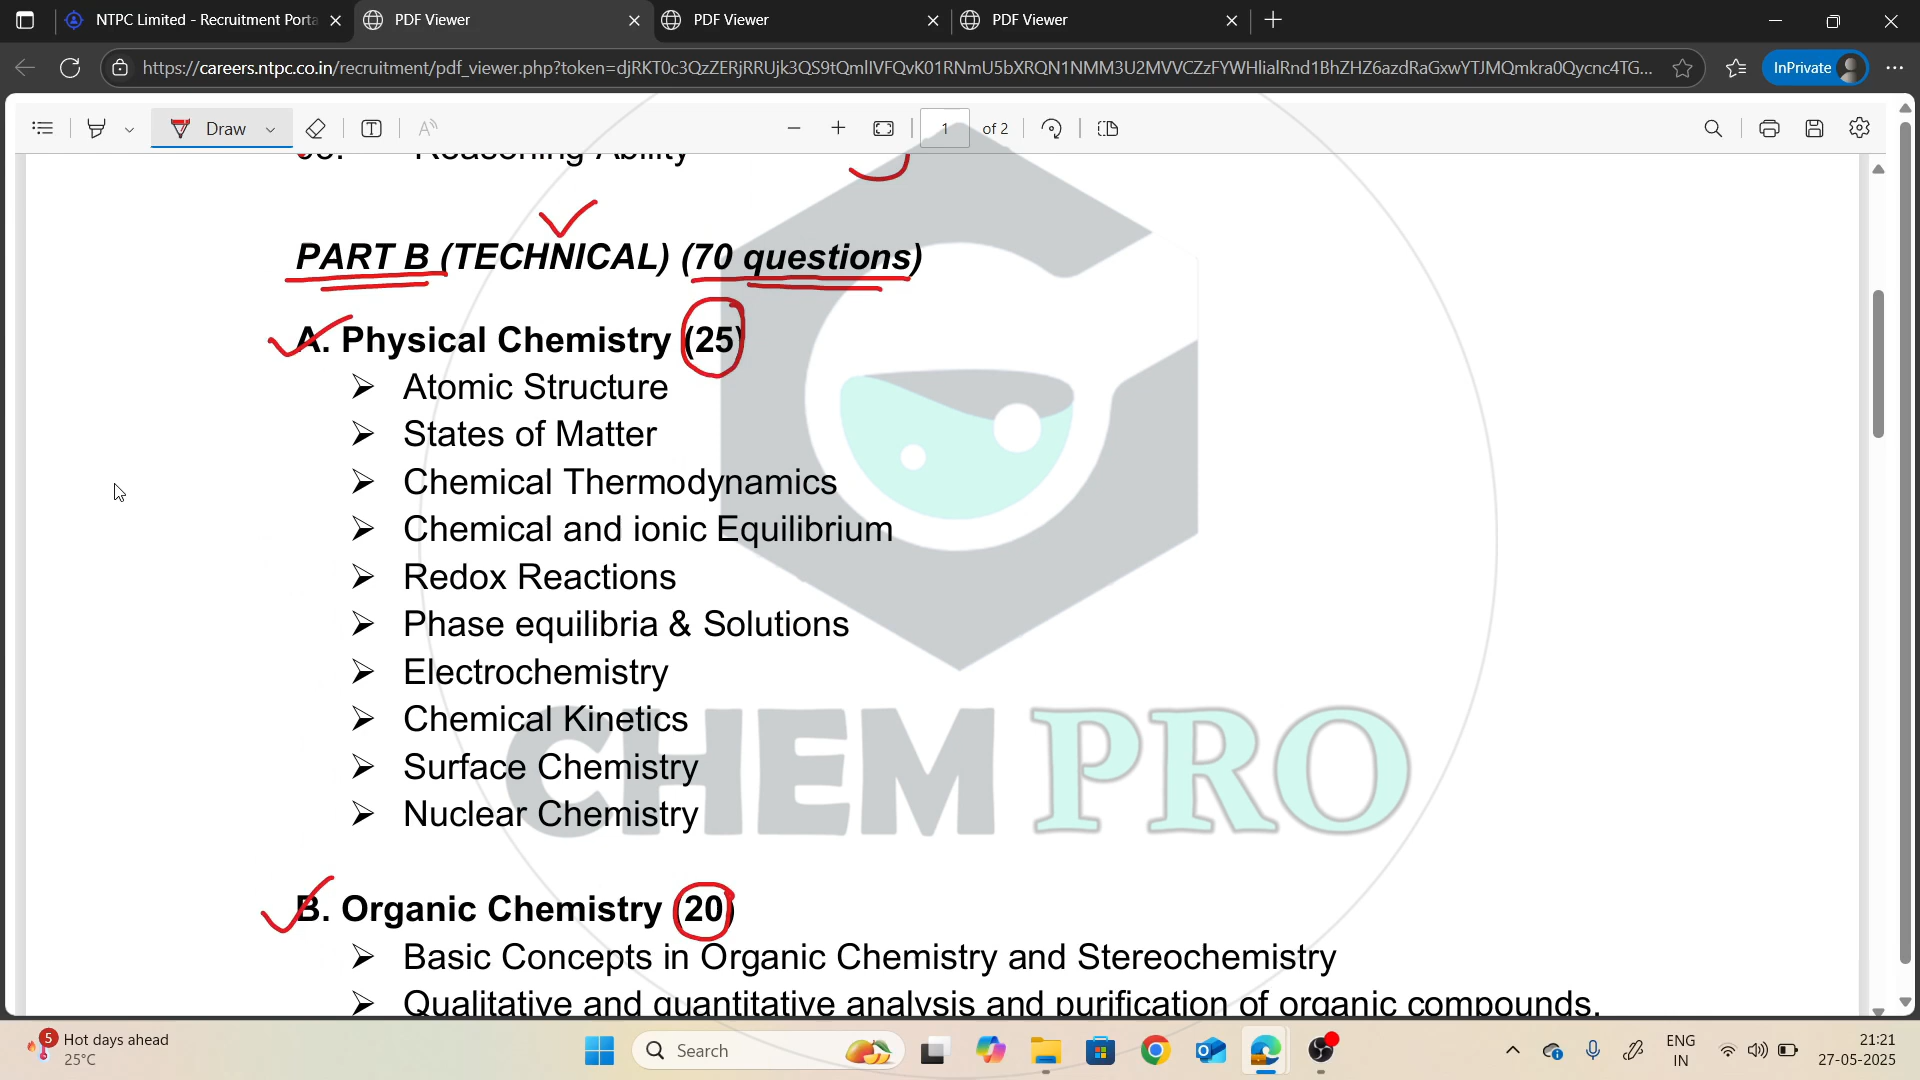 NTPC Limited - Recruitment Porta
PDF Viewer
PDF Viewer
PDF Viewer
https://careers.ntpc.co.in/recruitment/pdf_viewer.php?token=
InPrivate
Draw
1
of 2
Reasoning Ability
PART B (TECHNICAL) (70 questions)
A. Physical Chemistry (25)
➢ Atomic Structure
➢ States of Matter
➢ Chemical Thermodynamics
➢ Chemical and ionic Equilibrium
➢ Redox Reactions
➢ Phase equilibria & Solutions
➢ Electrochemistry
➢ Chemical Kinetics
➢ Surface Chemistry
➢ Nuclear Chemistry
CHEM PRO
B. Organic Chemistry (20)
➢ Basic Concepts in Organic Chemistry and Stereochemistry
➢ Qualitative and quantitative analysis and purification of organic compounds.
5
Hot days ahead
25°C
Search
ENG
IN
21:21
27-05-2025